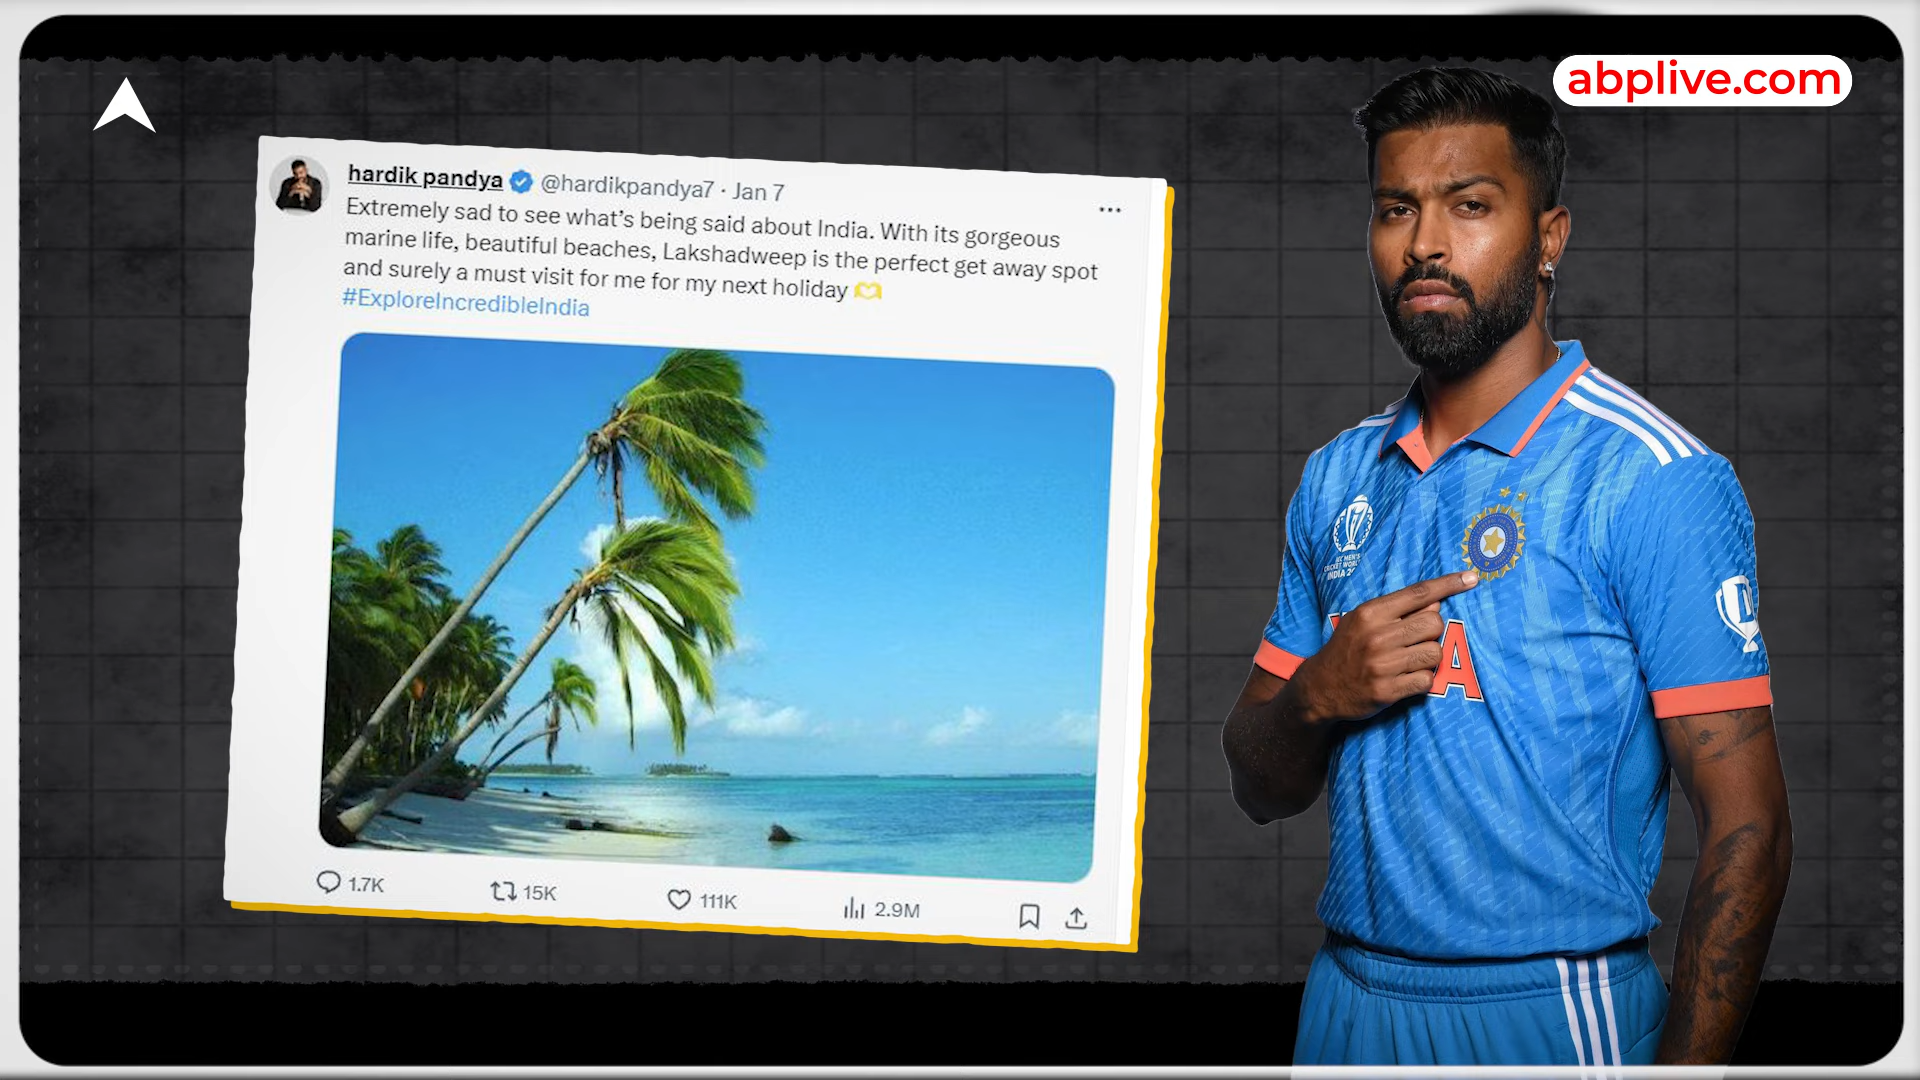 abplive.com
hardik pandya @hardikpandya7 · Jan 7
Extremely sad to see what's being said about India. With its gorgeous
marine life, beautiful beaches, Lakshadweep is the perfect get away spot
and surely a must visit for me for my next holiday 🫶
#ExploreIncredibleIndia
1.7K 15K 111K 2.9M